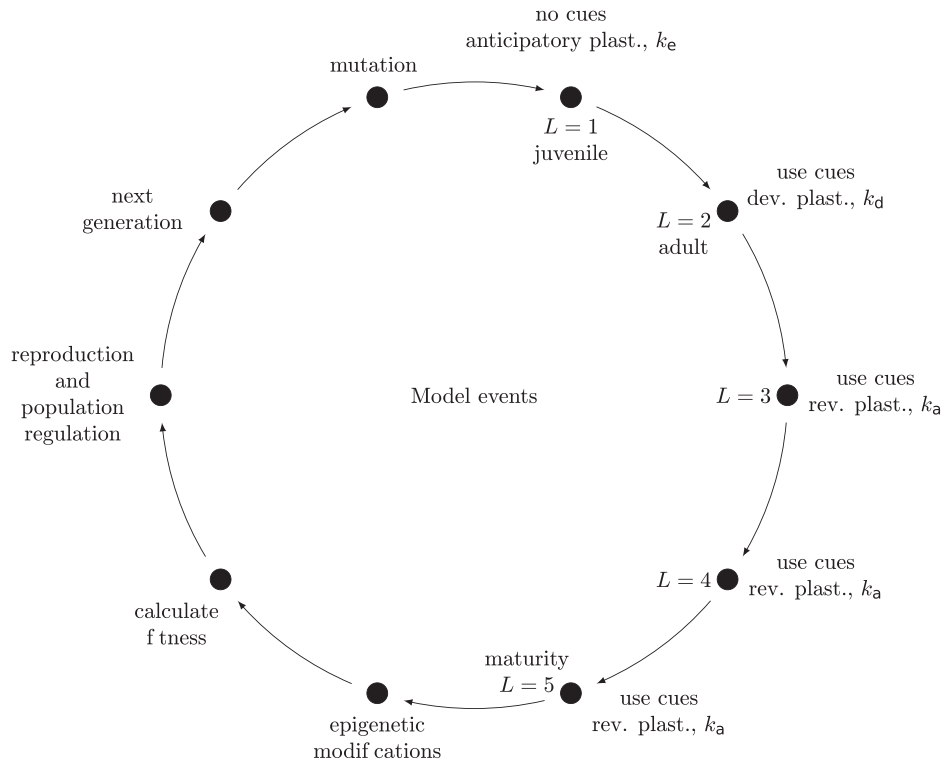 no cues
anticipatory plast., kₑ
mutation
L = 1
juvenile
use cues
dev. plast., k_d
L = 2
adult
next
generation
reproduction
and
population
regulation
Model events
L = 3
use cues
rev. plast., kₐ
L = 4
use cues
rev. plast., kₐ
calculate
f tness
maturity
L = 5
use cues
rev. plast., kₐ
epigenetic
modif cations